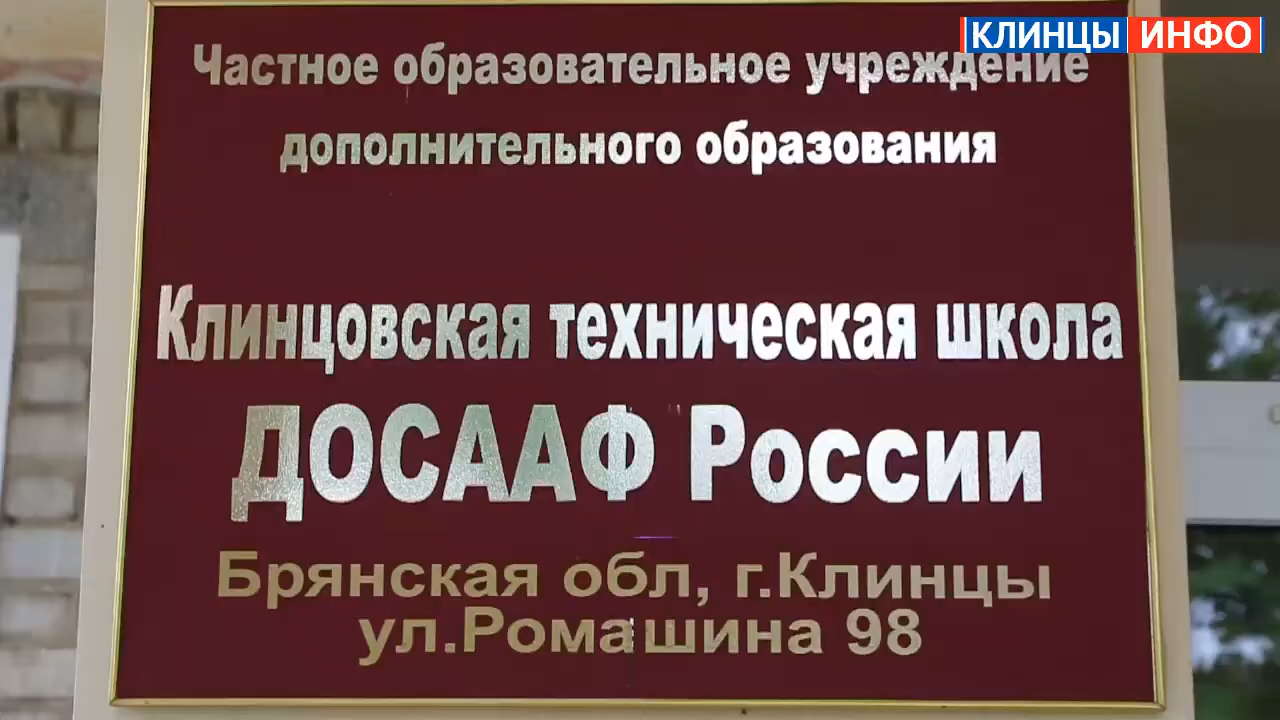 КЛИНЦЫ ИНФО
Частное образовательное учреждение
дополнительного образования
Клинцовская техническая школа
ДОСААФ России
Брянская обл, г.Клинцы
ул.Ромашина 98